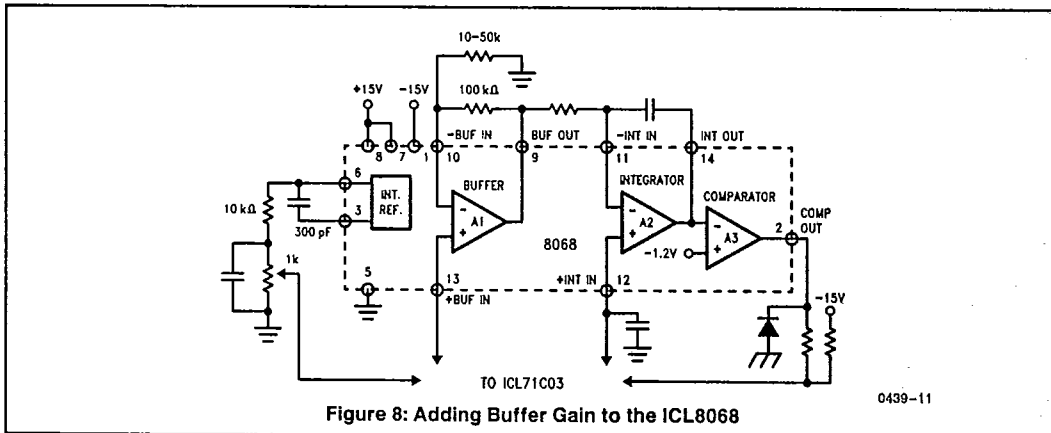 10-50k
+15V
-15V
100 kΩ
-BUF IN
BUF OUT
-INT IN
INT OUT
8
7
1
10
9
11
14
6
INT.
REF.
3
BUFFER
A1
-
+
INTEGRATOR
A2
-
+
COMPARATOR
A3
-
+
-1.2V
COMP
OUT
2
10 kΩ
300 pF
8068
1k
5
13
+BUF IN
+INT IN
12
-15V
TO ICL71C03
0439-11
Figure 8: Adding Buffer Gain to the ICL8068